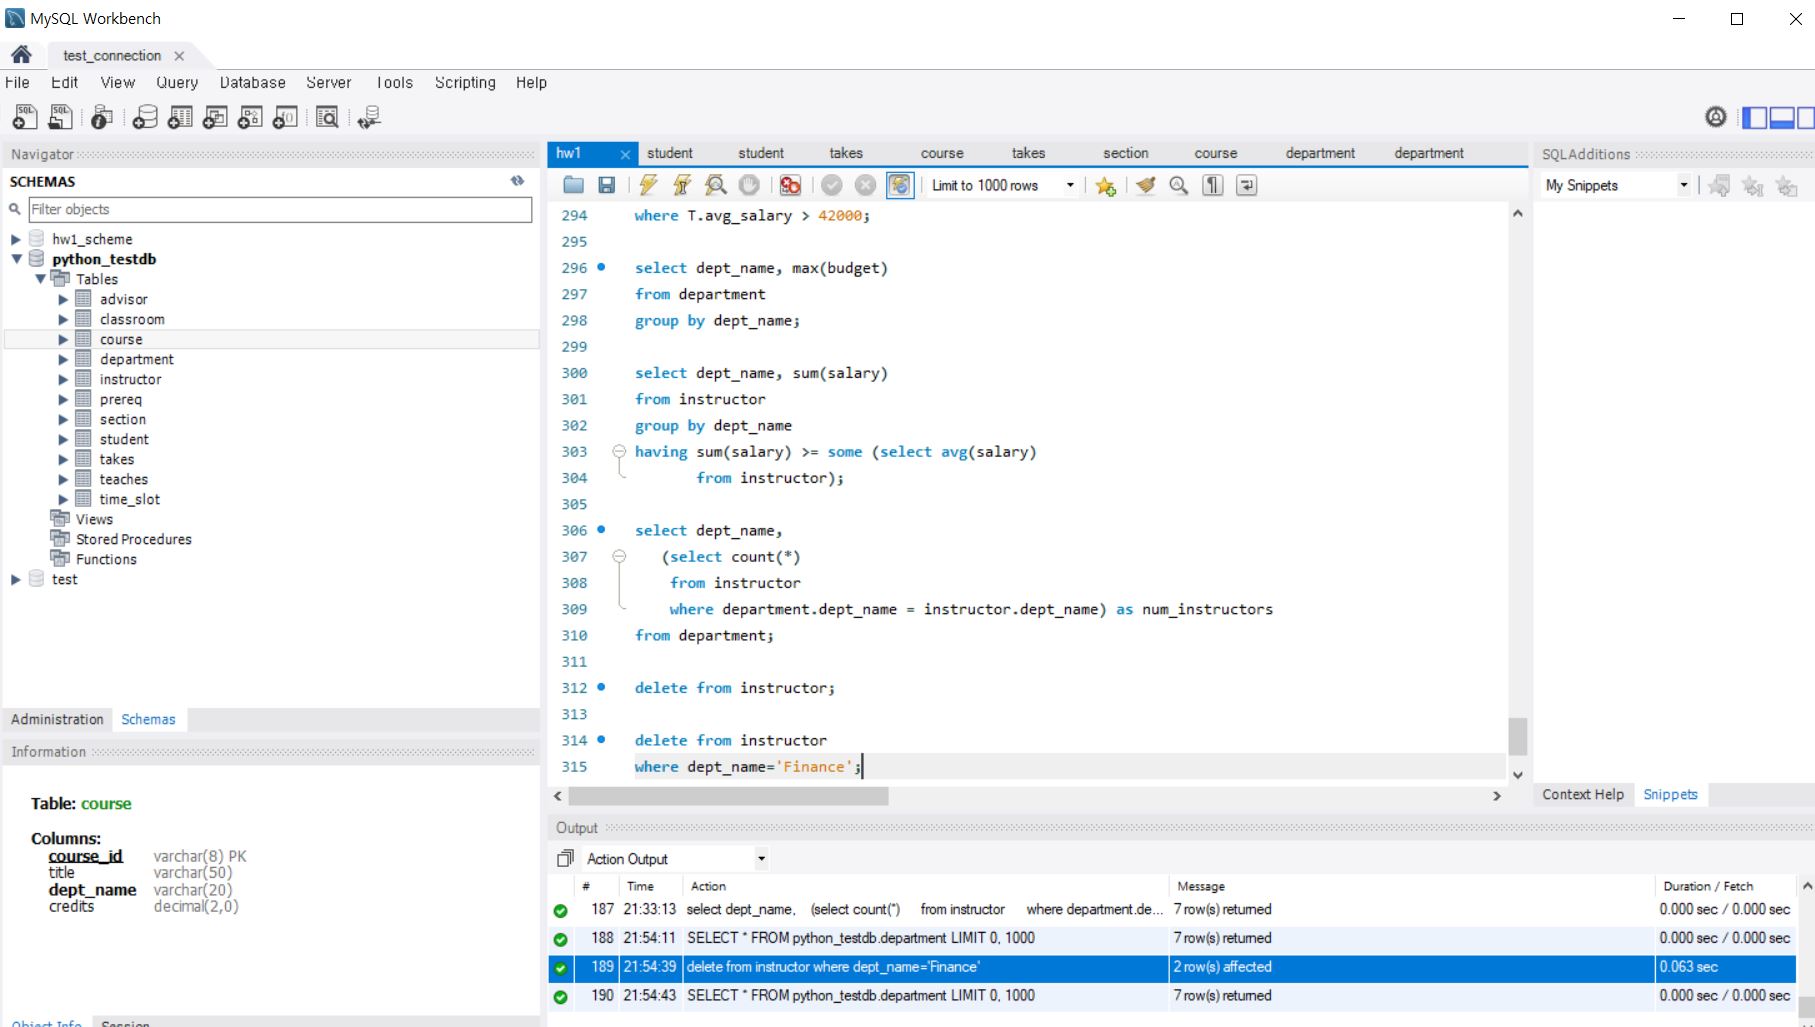 MySQL Workbench
test_connection
File Edit View Query Database Server Tools Scripting Help
Navigator
SCHEMAS
Filter objects
hw1_scheme
python_testdb
Tables
advisor
classroom
course
department
instructor
prereq
section
student
takes
teaches
time_slot
Views
Stored Procedures
Functions
test
Administration Schemas
Information
Table: course
Columns:
course_id varchar(8) PK
title varchar(50)
dept_name varchar(20)
credits decimal(2,0)
Object Info Session
hw1 student student takes course takes section course department department
Limit to 1000 rows
294 where T.avg_salary > 42000;
295
296 select dept_name, max(budget)
297 from department
298 group by dept_name;
299
300 select dept_name, sum(salary)
301 from instructor
302 group by dept_name
303 having sum(salary) >= some (select avg(salary)
304 from instructor);
305
306 select dept_name,
307 (select count(*)
308 from instructor
309 where department.dept_name = instructor.dept_name) as num_instructors
310 from department;
311
312 delete from instructor;
313
314 delete from instructor
315 where dept_name='Finance';
SQLAdditions
My Snippets
Context Help Snippets
Output
Action Output
# Time Action Message Duration / Fetch
187 21:33:13 select dept_name, (select count(*) from instructor where department.de... 7 row(s) returned 0.000 sec / 0.000 sec
188 21:54:11 SELECT * FROM python_testdb.department LIMIT 0, 1000 7 row(s) returned 0.000 sec / 0.000 sec
189 21:54:39 delete from instructor where dept_name='Finance' 2 row(s) affected 0.063 sec
190 21:54:43 SELECT * FROM python_testdb.department LIMIT 0, 1000 7 row(s) returned 0.000 sec / 0.000 sec